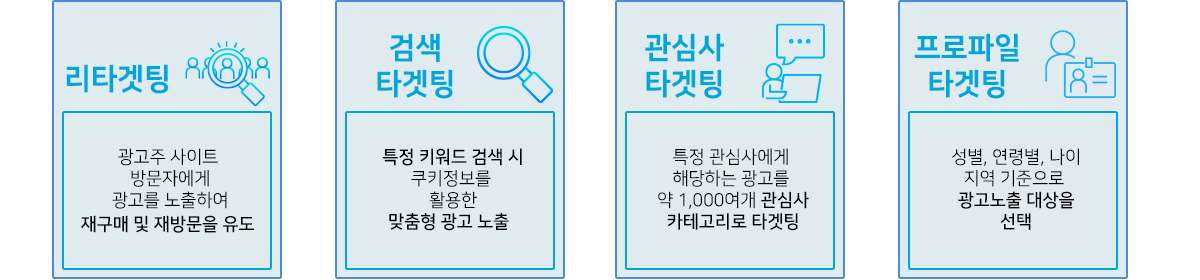 리타겟팅
광고주 사이트
방문자에게
광고를 노출하여
재구매 및 재방문을 유도
검색
타겟팅
특정 키워드 검색 시
쿠키정보를
활용한
맞춤형 광고 노출
관심사
타겟팅
특정 관심사에게
해당하는 광고를
약 1,000여개 관심사
카테고리로 타겟팅
프로파일
타겟팅
성별, 연령별, 나이
지역 기준으로
광고노출 대상을
선택